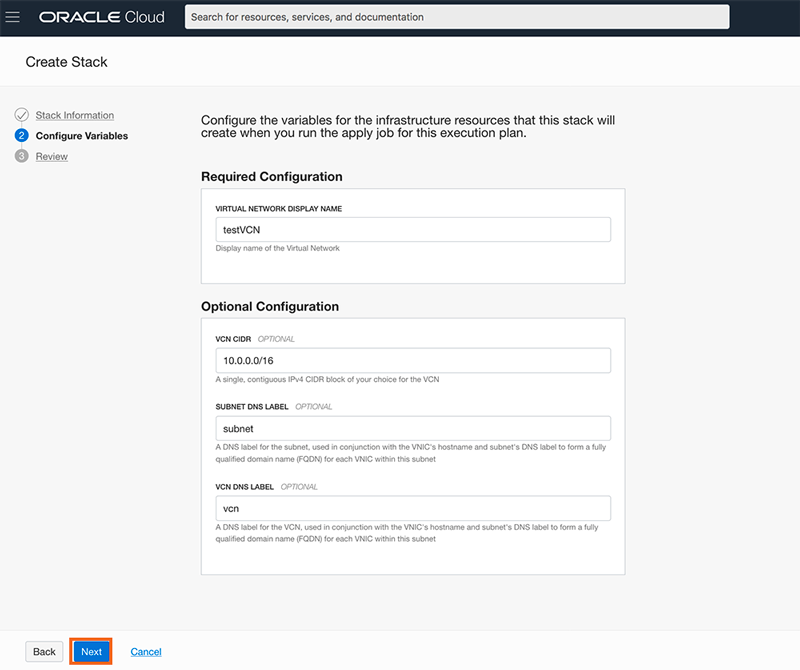 ORACLE Cloud
Search for resources, services, and documentation
Create Stack
Stack Information
2 Configure Variables
3 Review
Configure the variables for the infrastructure resources that this stack will
create when you run the apply job for this execution plan.
Required Configuration
VIRTUAL NETWORK DISPLAY NAME
testVCN
Display name of the Virtual Network
Optional Configuration
VCN CIDR OPTIONAL
10.0.0.0/16
A single, contiguous IPv4 CIDR block of your choice for the VCN
SUBNET DNS LABEL OPTIONAL
subnet
A DNS label for the subnet, used in conjunction with the VNIC's hostname and subnet's DNS label to form a fully
qualified domain name (FQDN) for each VNIC within this subnet
VCN DNS LABEL OPTIONAL
vcn
A DNS label for the VCN, used in conjunction with the VNIC's hostname and subnet's DNS label to form a fully
qualified domain name (FQDN) for each VNIC within this subnet
Back Next Cancel